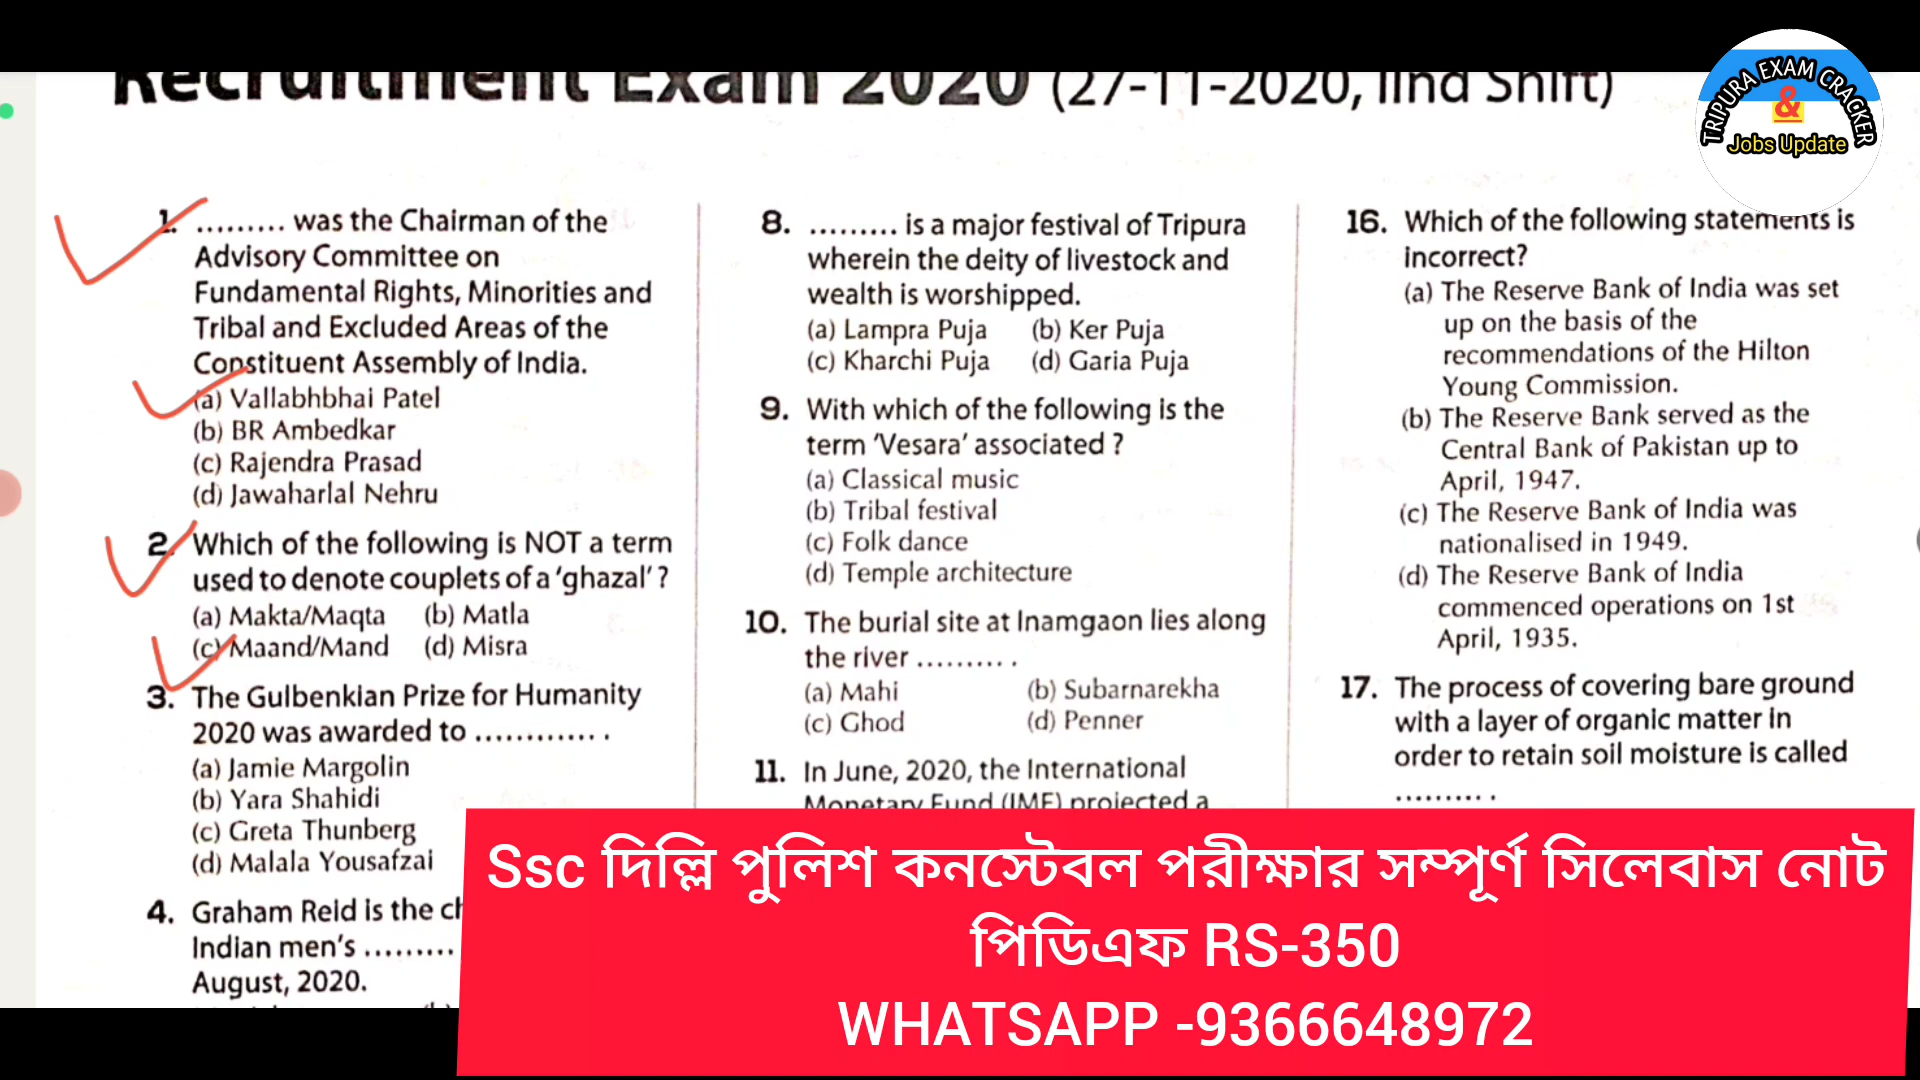 Recruitment Exam 2020 (27-11-2020, IInd Shift)
TRIPURA EXAM CRACKER
&
Jobs Update
1. ......... was the Chairman of the
Advisory Committee on
Fundamental Rights, Minorities and
Tribal and Excluded Areas of the
Constituent Assembly of India.
(a) Vallabhbhai Patel
(b) BR Ambedkar
(c) Rajendra Prasad
(d) Jawaharlal Nehru
2. Which of the following is NOT a term
used to denote couplets of a ‘ghazal’ ?
(a) Makta/Maqta (b) Matla
(c) Maand/Mand (d) Misra
3. The Gulbenkian Prize for Humanity
2020 was awarded to ............. .
(a) Jamie Margolin
(b) Yara Shahidi
(c) Greta Thunberg
(d) Malala Yousafzai
4. Graham Reid is the
Indian men’s .........
August, 2020.
8. ......... is a major festival of Tripura
wherein the deity of livestock and
wealth is worshipped.
(a) Lampra Puja (b) Ker Puja
(c) Kharchi Puja (d) Garia Puja
9. With which of the following is the
term ‘Vesara’ associated ?
(a) Classical music
(b) Tribal festival
(c) Folk dance
(d) Temple architecture
10. The burial site at Inamgaon lies along
the river .......... .
(a) Mahi (b) Subarnarekha
(c) Ghod (d) Penner
11. In June, 2020, the International
Monetary Fund (IMF) projected a
16. Which of the following statements is
incorrect?
(a) The Reserve Bank of India was set
up on the basis of the
recommendations of the Hilton
Young Commission.
(b) The Reserve Bank served as the
Central Bank of Pakistan up to
April, 1947.
(c) The Reserve Bank of India was
nationalised in 1949.
(d) The Reserve Bank of India
commenced operations on 1st
April, 1935.
17. The process of covering bare ground
with a layer of organic matter in
order to retain soil moisture is called
.......... .
Ssc দিল্লি পুলিশ কনস্টেবল পরীক্ষার সম্পূর্ণ সিলেবাস নোট
পিডিএফ RS-350
WHATSAPP -9366648972